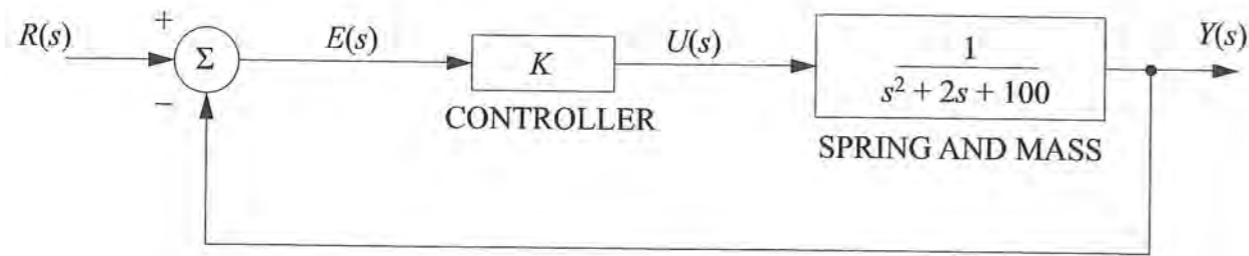 R(s)
+
Σ
−
E(s)
K
CONTROLLER
U(s)
1
s² + 2s + 100
SPRING AND MASS
Y(s)